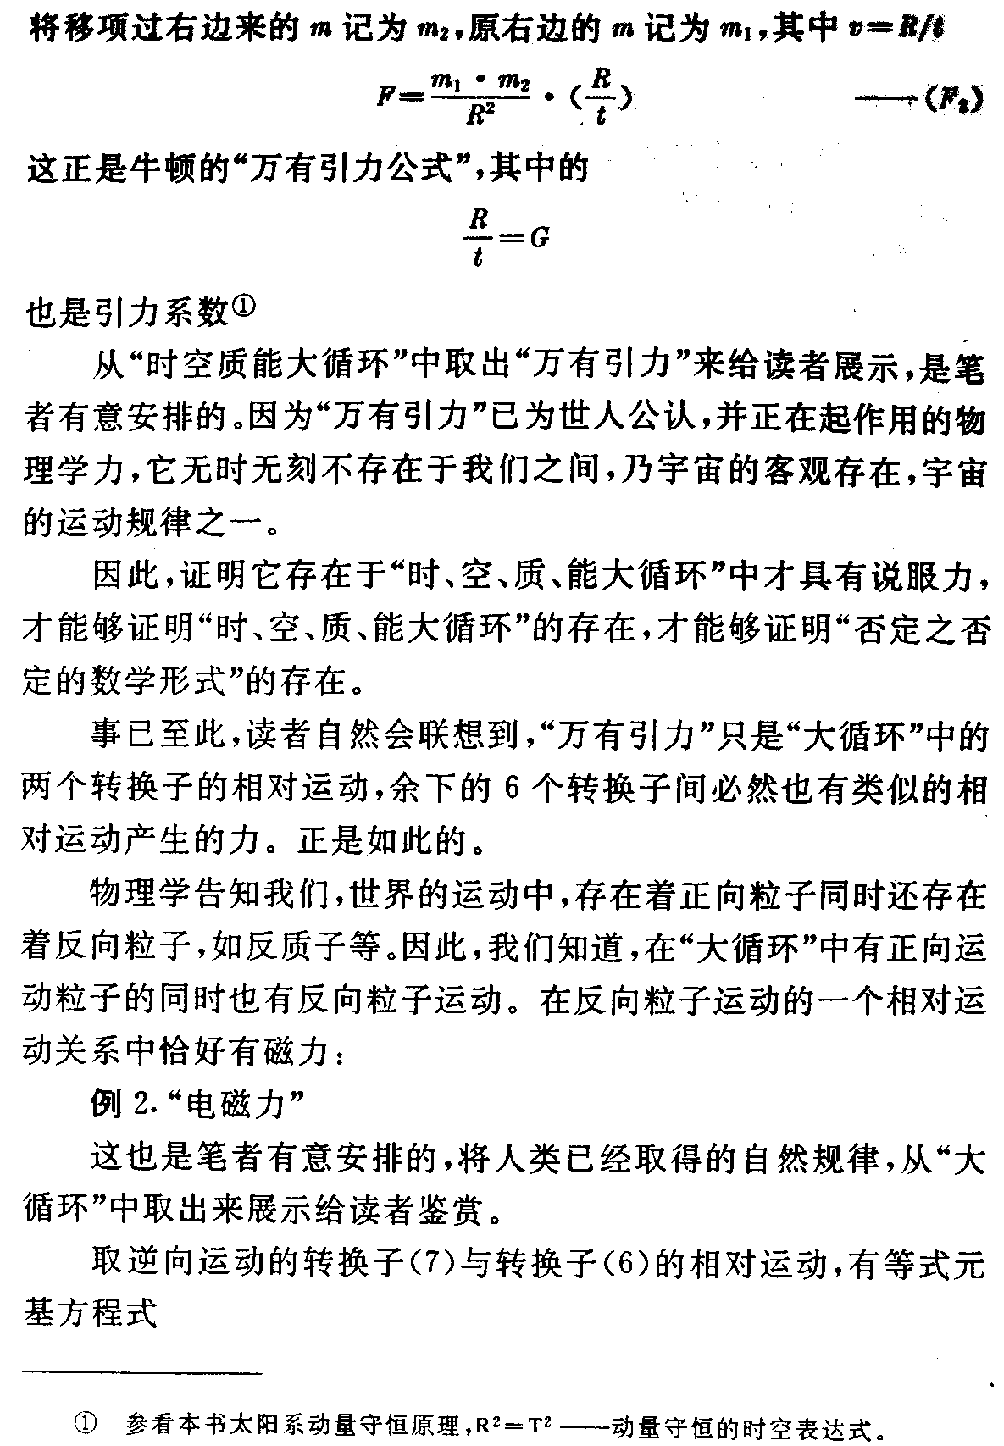 将移项过右边来的 m 记为 m₂,原右边的 m 记为 m₁,其中 v=R/t
F=m₁·m₂/R²·(R/t) ——(F₂)
这正是牛顿的“万有引力公式”,其中的
R/t=G
也是引力系数①
从“时空质能大循环”中取出“万有引力”来给读者展示,是笔
者有意安排的。因为“万有引力”已为世人公认,并正在起作用的物
理学力,它无时无刻不存在于我们之间,乃宇宙的客观存在,宇宙
的运动规律之一。
因此,证明它存在于“时、空、质、能大循环”中才具有说服力,
才能够证明“时、空、质、能大循环”的存在,才能够证明“否定之否
定的数学形式”的存在。
事已至此,读者自然会联想到,“万有引力”只是“大循环”中的
两个转换子的相对运动,余下的 6 个转换子间必然也有类似的相
对运动产生的力。正是如此的。
物理学告知我们,世界的运动中,存在着正向粒子同时还存在
着反向粒子,如反质子等。因此,我们知道,在“大循环”中有正向运
动粒子的同时也有反向粒子运动。在反向粒子运动的一个相对运
动关系中恰好有磁力:
例 2.“电磁力”
这也是笔者有意安排的,将人类已经取得的自然规律,从“大
循环”中取出来展示给读者鉴赏。
取逆向运动的转换子(7)与转换子(6)的相对运动,有等式元
基方程式
① 参看本书太阳系动量守恒原理,R²=T²——动量守恒的时空表达式。